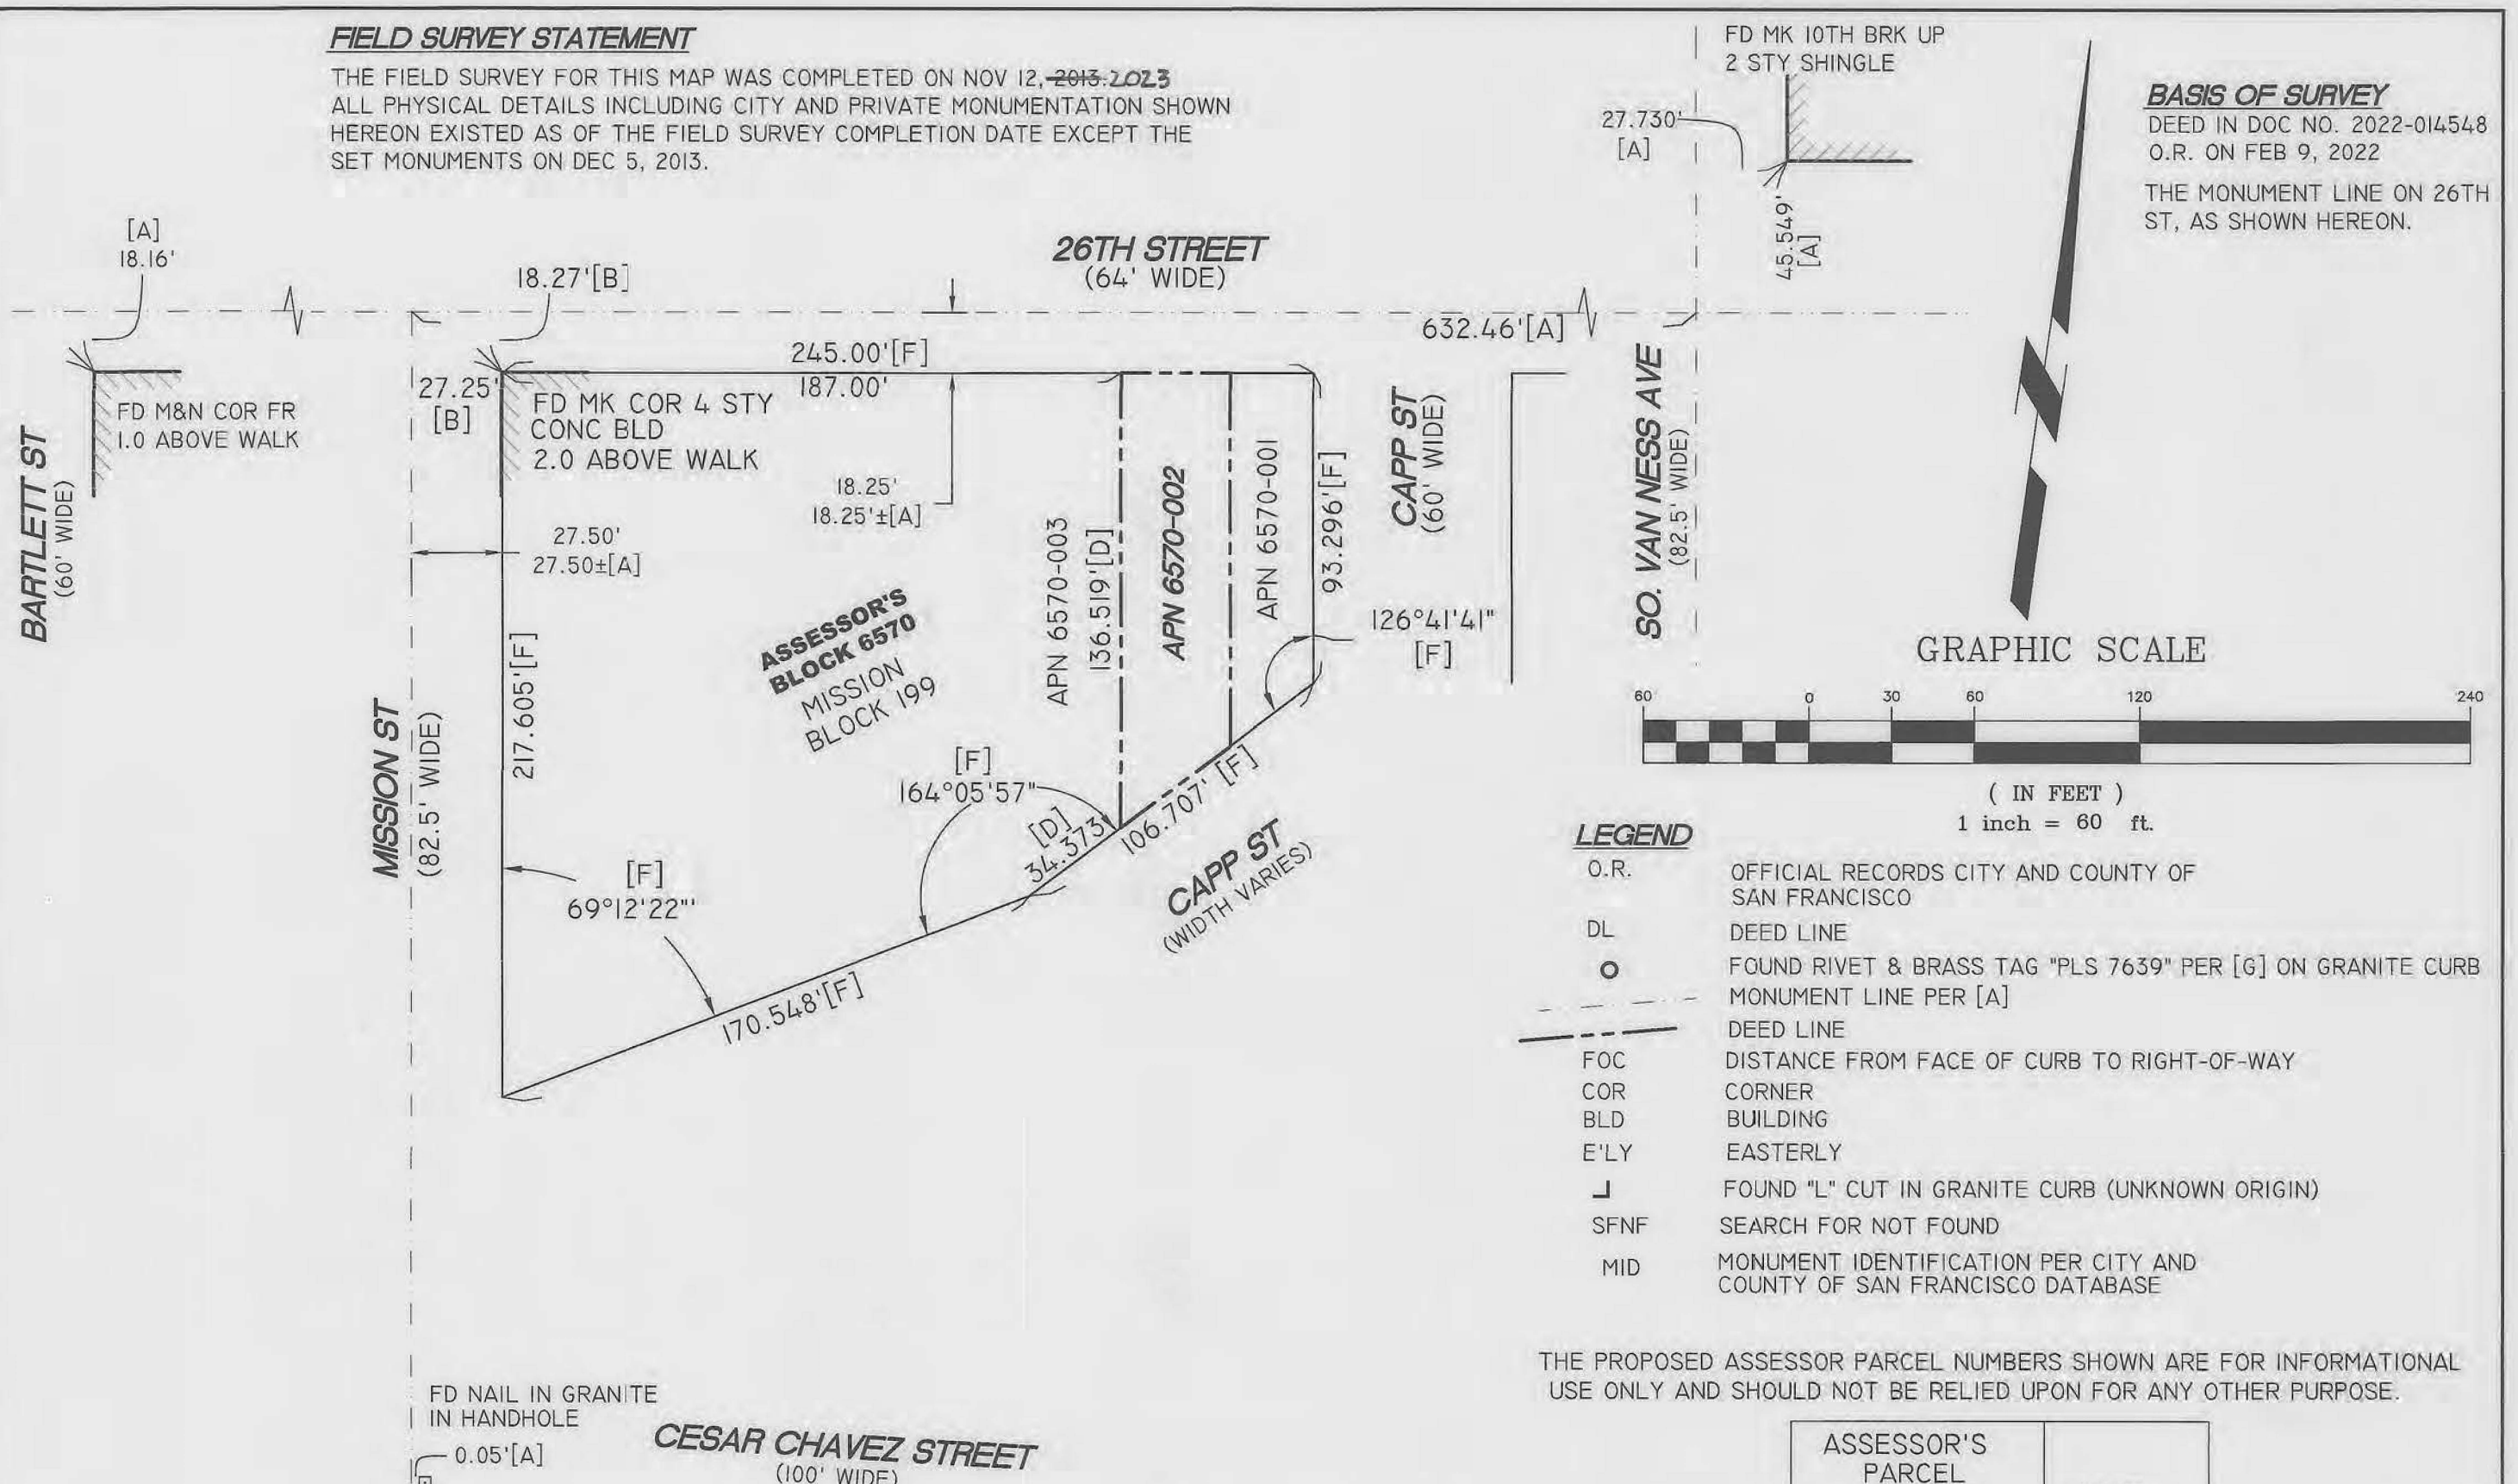 FIELD SURVEY STATEMENT
THE FIELD SURVEY FOR THIS MAP WAS COMPLETED ON NOV 12, 2013. 2023
ALL PHYSICAL DETAILS INCLUDING CITY AND PRIVATE MONUMENTATION SHOWN
HEREON EXISTED AS OF THE FIELD SURVEY COMPLETION DATE EXCEPT THE
SET MONUMENTS ON DEC 5, 2013.
FD MK 10TH BRK UP
2 STY SHINGLE
27.730'
[A]
45.549'
[A]
BASIS OF SURVEY
DEED IN DOC NO. 2022-014548
O.R. ON FEB 9, 2022
THE MONUMENT LINE ON 26TH
ST, AS SHOWN HEREON.
[A]
18.16'
18.27'[B]
26TH STREET
(64' WIDE)
632.46'[A]
245.00'[F]
187.00'
27.25'
[B]
FD M&N COR FR
1.0 ABOVE WALK
FD MK COR 4 STY
CONC BLD
2.0 ABOVE WALK
18.25'
18.25'±[A]
27.50'
27.50±[A]
BARTLETT ST
(60' WIDE)
MISSION ST
(82.5' WIDE)
217.605'[F]
ASSESSOR'S
BLOCK 6570
MISSION
BLOCK 199
APN 6570-003
136.519'[D]
APN 6570-002
APN 6570-001
93.296'[F]
CAPP ST
(60' WIDE)
126°41'41"
[F]
SO. VAN NESS AVE
(82.5' WIDE)
[F]
164°05'57"
[D]
34.373'
106.707' [F]
CAPP ST
(WIDTH VARIES)
[F]
69°12'22"'
170.548'[F]
GRAPHIC SCALE
60 0 30 60 120 240
( IN FEET )
1 inch = 60 ft.
LEGEND
O.R. OFFICIAL RECORDS CITY AND COUNTY OF
SAN FRANCISCO
DL DEED LINE
FOUND RIVET & BRASS TAG "PLS 7639" PER [G] ON GRANITE CURB
MONUMENT LINE PER [A]
DEED LINE
FOC DISTANCE FROM FACE OF CURB TO RIGHT-OF-WAY
COR CORNER
BLD BUILDING
E'LY EASTERLY
FOUND "L" CUT IN GRANITE CURB (UNKNOWN ORIGIN)
SFNF SEARCH FOR NOT FOUND
MID MONUMENT IDENTIFICATION PER CITY AND
COUNTY OF SAN FRANCISCO DATABASE
THE PROPOSED ASSESSOR PARCEL NUMBERS SHOWN ARE FOR INFORMATIONAL
USE ONLY AND SHOULD NOT BE RELIED UPON FOR ANY OTHER PURPOSE.
ASSESSOR'S
PARCEL
FD NAIL IN GRANITE
IN HANDHOLE
0.05'[A]
CESAR CHAVEZ STREET
(100' WIDE)